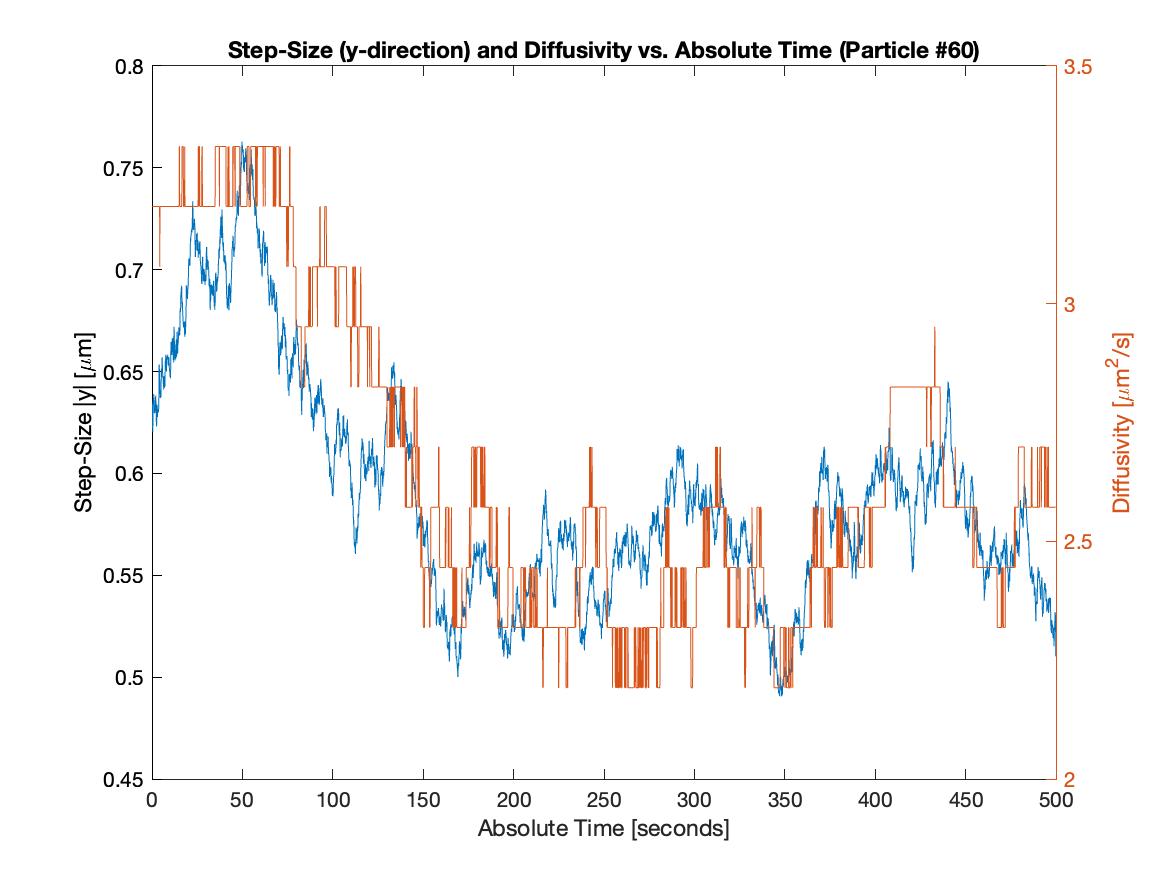 Step-Size (y-direction) and Diffusivity vs. Absolute Time (Particle #60)
0.8
0.75
0.7
0.65
0.6
0.55
0.5
0.45
Step-Size |y| [μm]
3.5
3
2.5
2
Diffusivity [μm²/s]
0 50 100 150 200 250 300 350 400 450 500
Absolute Time [seconds]